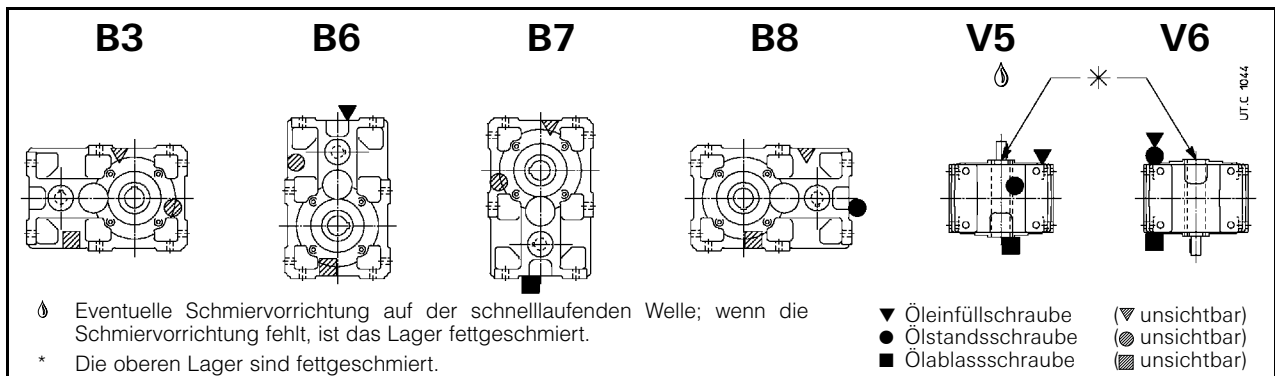 B3 B6 B7 B8 V5 V6
UT.C 1044
Eventuelle Schmiervorrichtung auf der schnelllaufenden Welle; wenn die
Schmiervorrichtung fehlt, ist das Lager fettgeschmiert.
* Die oberen Lager sind fettgeschmiert.
▼ Öleinfüllschraube (▼ unsichtbar)
● Ölstandsschraube (● unsichtbar)
■ Ölablassschraube (■ unsichtbar)